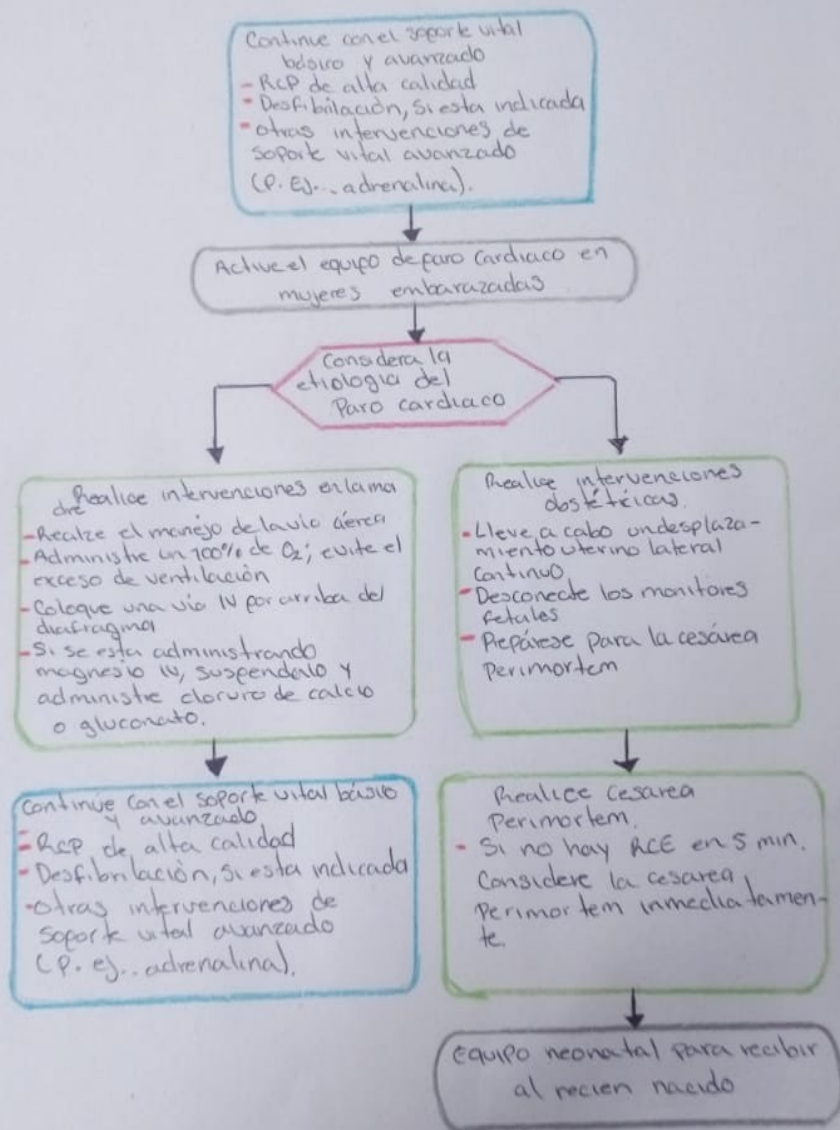 Continue con el soporte vital
básico y avanzado
- RCP de alta calidad
- Desfibrilación, si esta indicada
- otras intervenciones de
soporte vital avanzado
(P. Ej... adrenalina).
Active el equipo de paro cardiaco en
mujeres embarazadas
Considera la
etiologia del
Paro cardiaco
Realice intervenciones en la ma
dre
- Realze el manejo de la vio áerea
- Administre un 100% de O2; evite el
exceso de ventilación
- Coloque una vía IV por arriba del
diafragma
- Si se esta administrando
magnesio IV, suspendalo y
administre cloruro de calcio
o gluconato.
Realice intervenciones
obstétricas.
- Lleve a cabo un desplaza-
miento uterino lateral
continuo
- Desconecte los monitores
fetales
- Prepárese para la cesárea
perimortem
Continúe con el soporte vital básico
y avanzado
- RCP de alta calidad
- Desfibrilación, si esta indicada
- otras intervenciones de
soporte vital avanzado
(p. ej.. adrenalina).
Realice cesarea
Perimortem.
- Si no hay RCE en 5 min.
Considere la cesarea
perimortem inmediatamen-
te.
Equipo neonatal para recibir
al recien nacido